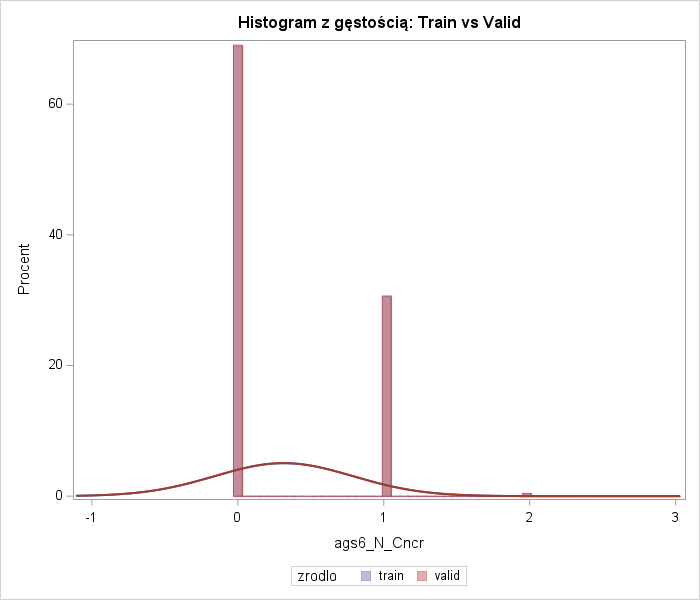 Histogram z gęstością: Train vs Valid
60
40
20
0
Procent
-1 0 1 2 3
ags6_N_Cncr
zrodlo train valid